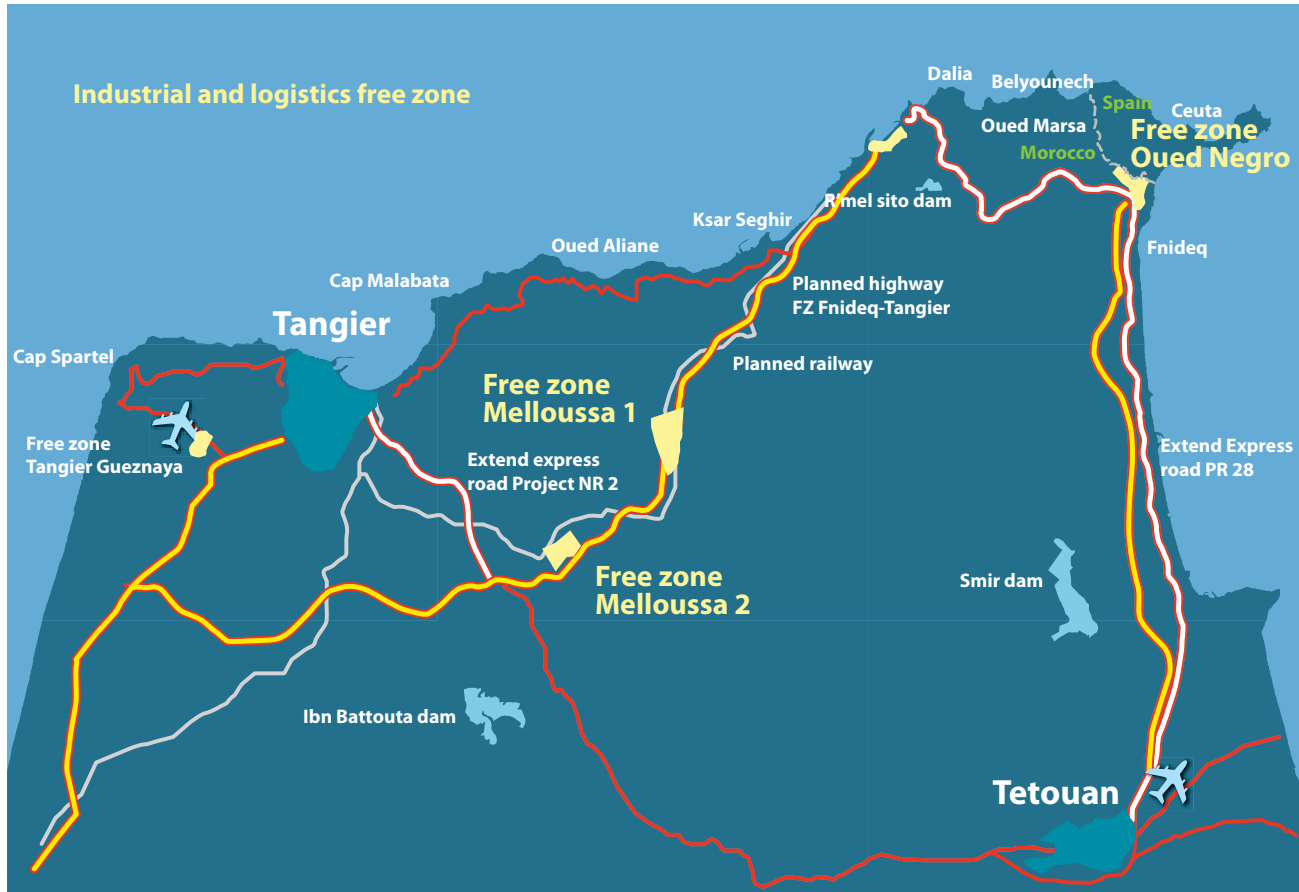 Industrial and logistics free zone
Dalia
Belyounech
Spain
Ceuta
Oued Marsa
Free zone
Oued Negro
Morocco
R'mel sito dam
Ksar Seghir
Oued Aliane
Fnideq
Cap Malabata
Planned highway
FZ Fnideq-Tangier
Tangier
Cap Spartel
Planned railway
Free zone
Melloussa 1
Free zone
Tangier Gueznaya
Extend express
road Project NR 2
Extend Express
road PR 28
Free zone
Melloussa 2
Smir dam
Ibn Battouta dam
Tetouan